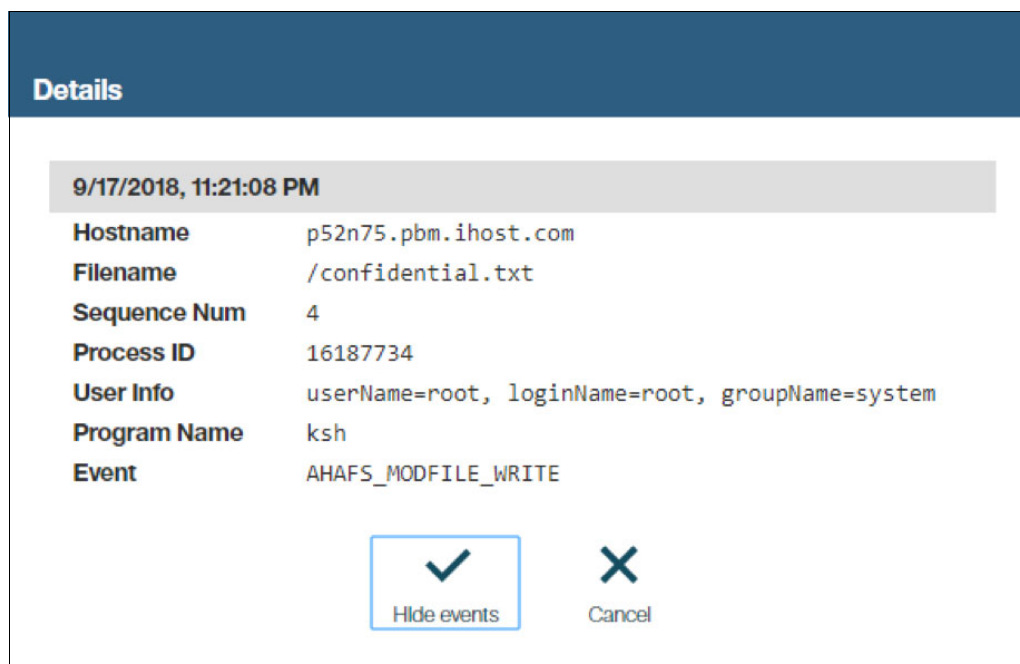 Details
9/17/2018, 11:21:08 PM
Hostname p52n75.pbm.ihost.com
Filename /confidential.txt
Sequence Num 4
Process ID 16187734
User Info userName=root, loginName=root, groupName=system
Program Name ksh
Event AHAFS_MODFILE_WRITE
Hide events Cancel